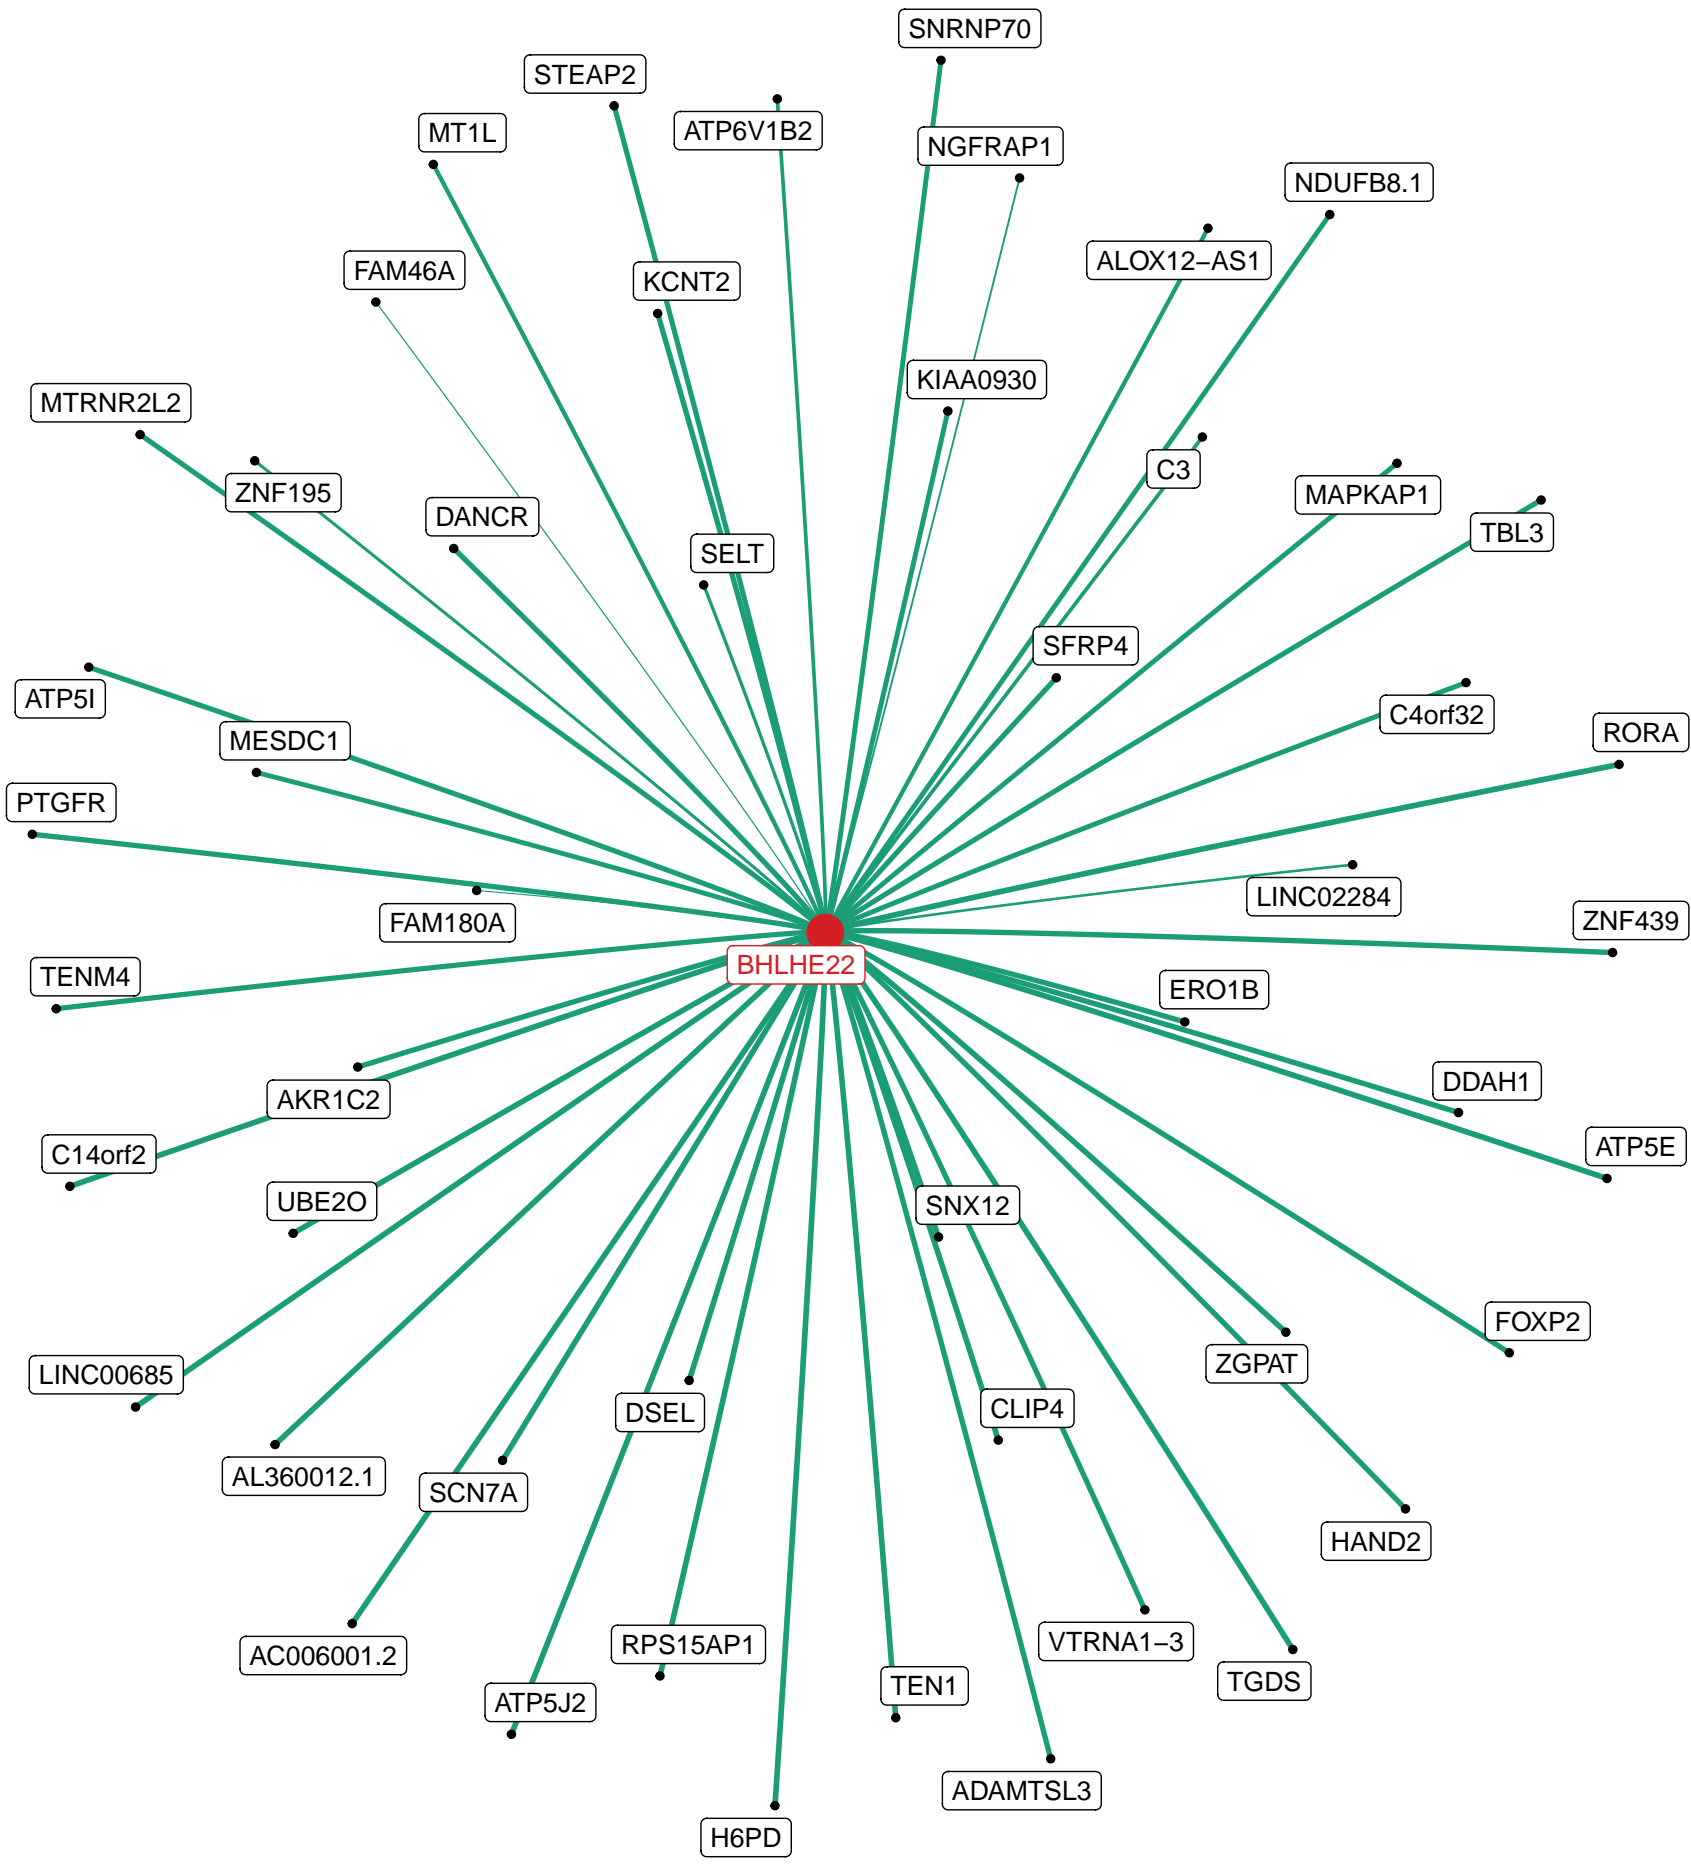 SNRNP70
STEAP2
ATP6V1B2
MT1L
NGFRAP1
NDUFB8.1
ALOX12−AS1
FAM46A
KCNT2
KIAA0930
MTRNR2L2
C3
ZNF195
MAPKAP1
DANCR
TBL3
SELT
SFRP4
ATP5I
C4orf32
RORA
MESDC1
PTGFR
LINC02284
FAM180A
ZNF439
BHLHE22
TENM4
ERO1B
DDAH1
AKR1C2
ATP5E
C14orf2
UBE2O
SNX12
FOXP2
ZGPAT
LINC00685
CLIP4
DSEL
AL360012.1
SCN7A
HAND2
VTRNA1−3
RPS15AP1
AC006001.2
TGDS
TEN1
ATP5J2
ADAMTSL3
H6PD